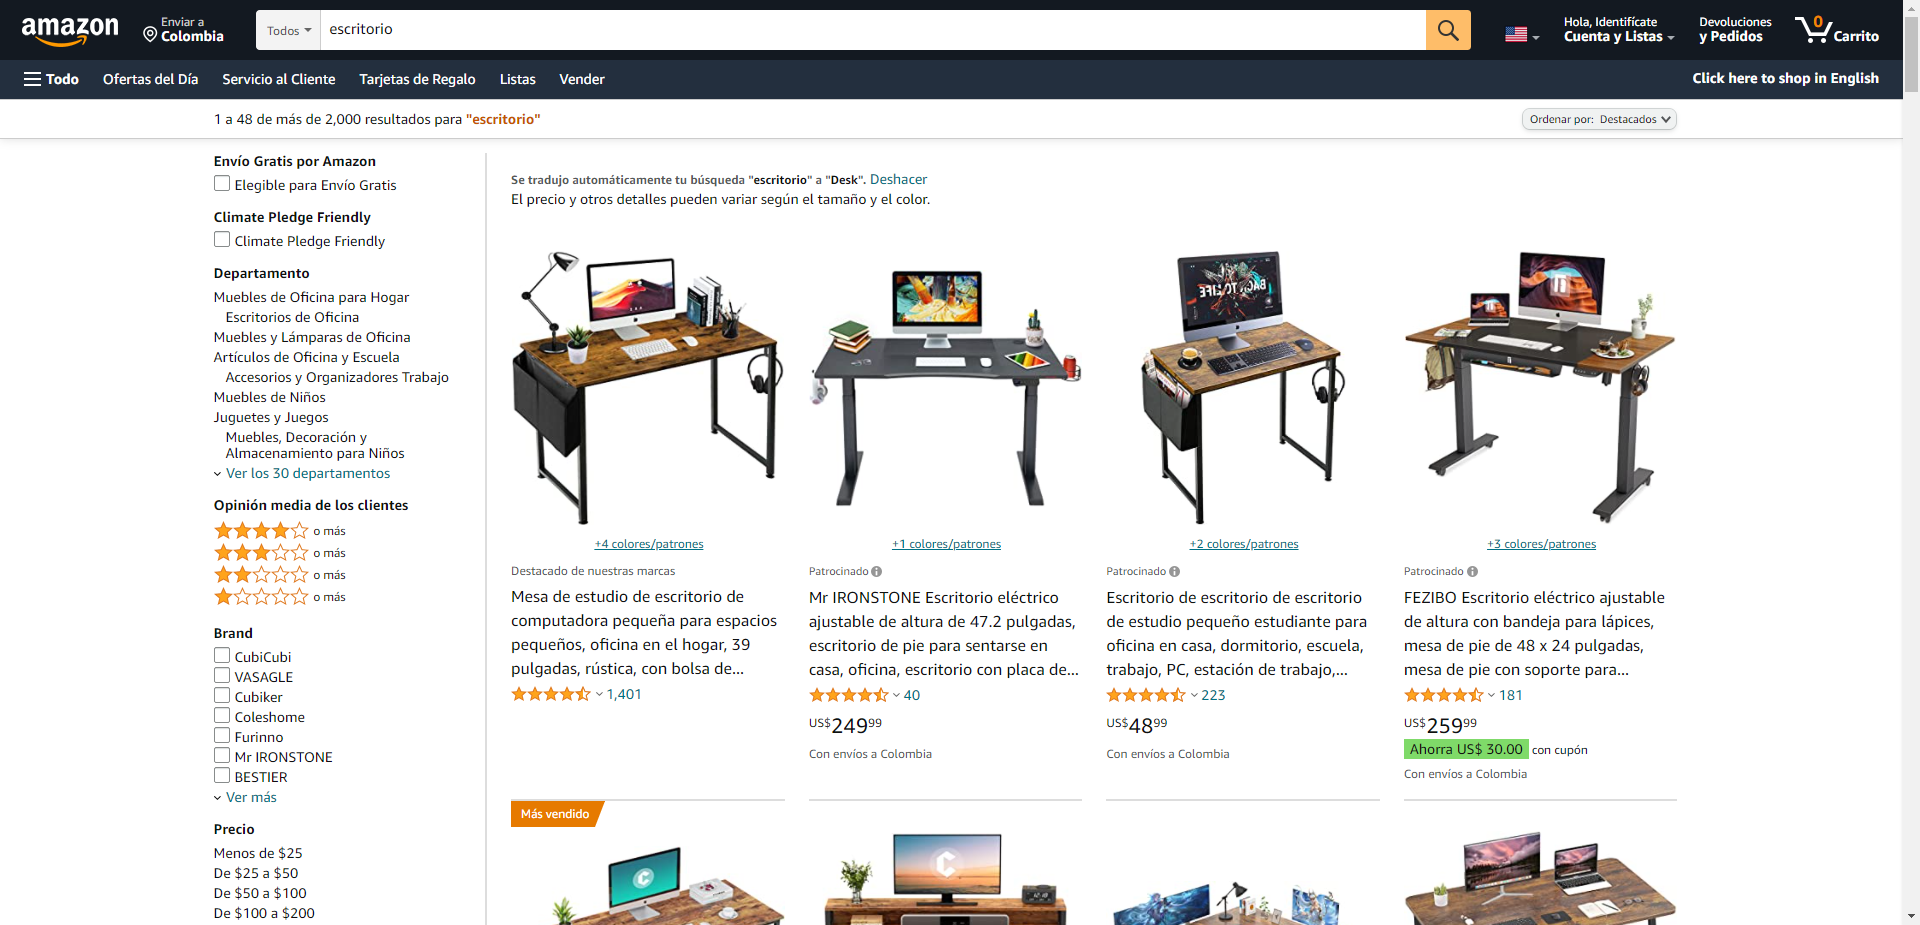 amazon
Enviar a
Colombia
Todos
escritorio
Hola, Identifícate
Cuenta y Listas
Devoluciones
y Pedidos
0
Carrito
Todo
Ofertas del Día
Servicio al Cliente
Tarjetas de Regalo
Listas
Vender
Click here to shop in English
1 a 48 de más de 2,000 resultados para "escritorio"
Ordenar por: Destacados
Envío Gratis por Amazon
Elegible para Envío Gratis
Climate Pledge Friendly
Climate Pledge Friendly
Departamento
Muebles de Oficina para Hogar
Escritorios de Oficina
Muebles y Lámparas de Oficina
Artículos de Oficina y Escuela
Accesorios y Organizadores Trabajo
Muebles de Niños
Juguetes y Juegos
Muebles, Decoración y
Almacenamiento para Niños
Ver los 30 departamentos
Opinión media de los clientes
o más
o más
o más
o más
Brand
CubiCubi
VASAGLE
Cubiker
Coleshome
Furinno
Mr IRONSTONE
BESTIER
Ver más
Precio
Menos de $25
De $25 a $50
De $50 a $100
De $100 a $200
Se tradujo automáticamente tu búsqueda "escritorio" a "Desk". Deshacer
El precio y otros detalles pueden variar según el tamaño y el color.
+4 colores/patrones
Destacado de nuestras marcas
Mesa de estudio de escritorio de
computadora pequeña para espacios
pequeños, oficina en el hogar, 39
pulgadas, rústica, con bolsa de...
1,401
+1 colores/patrones
Patrocinado
Mr IRONSTONE Escritorio eléctrico
ajustable de altura de 47.2 pulgadas,
escritorio de pie para sentarse en
casa, oficina, escritorio con placa de...
40
US$24999
Con envíos a Colombia
BACK TO LIFE
+2 colores/patrones
Patrocinado
Escritorio de escritorio de escritorio
de estudio pequeño estudiante para
oficina en casa, dormitorio, escuela,
trabajo, PC, estación de trabajo,...
223
US$4899
Con envíos a Colombia
+3 colores/patrones
Patrocinado
FEZIBO Escritorio eléctrico ajustable
de altura con bandeja para lápices,
mesa de pie de 48 x 24 pulgadas,
mesa de pie con soporte para...
181
US$25999
Ahorra US$ 30.00 con cupón
Con envíos a Colombia
Más vendido